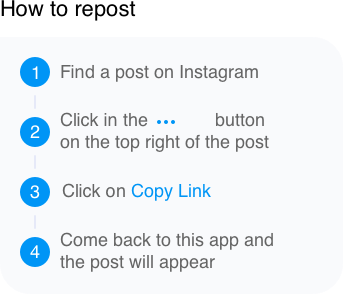 How to repost
1 Find a post on Instagram
2 Click in the ... button
on the top right of the post
3 Click on Copy Link
4 Come back to this app and
the post will appear